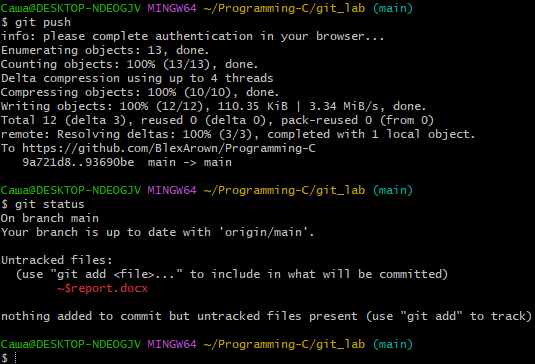 Саша@DESKTOP-NDEOGJV MINGW64 ~/Programming-C/git_lab (main)
$ git push
info: please complete authentication in your browser...
Enumerating objects: 13, done.
Counting objects: 100% (13/13), done.
Delta compression using up to 4 threads
Compressing objects: 100% (10/10), done.
Writing objects: 100% (12/12), 110.35 KiB | 3.34 MiB/s, done.
Total 12 (delta 3), reused 0 (delta 0), pack-reused 0 (from 0)
remote: Resolving deltas: 100% (3/3), completed with 1 local object.
To https://github.com/BlexArown/Programming-C
   9a721d8..93690be  main -> main

Саша@DESKTOP-NDEOGJV MINGW64 ~/Programming-C/git_lab (main)
$ git status
On branch main
Your branch is up to date with 'origin/main'.

Untracked files:
  (use "git add <file>..." to include in what will be committed)
        ~$report.docx

nothing added to commit but untracked files present (use "git add" to track)

Саша@DESKTOP-NDEOGJV MINGW64 ~/Programming-C/git_lab (main)
$